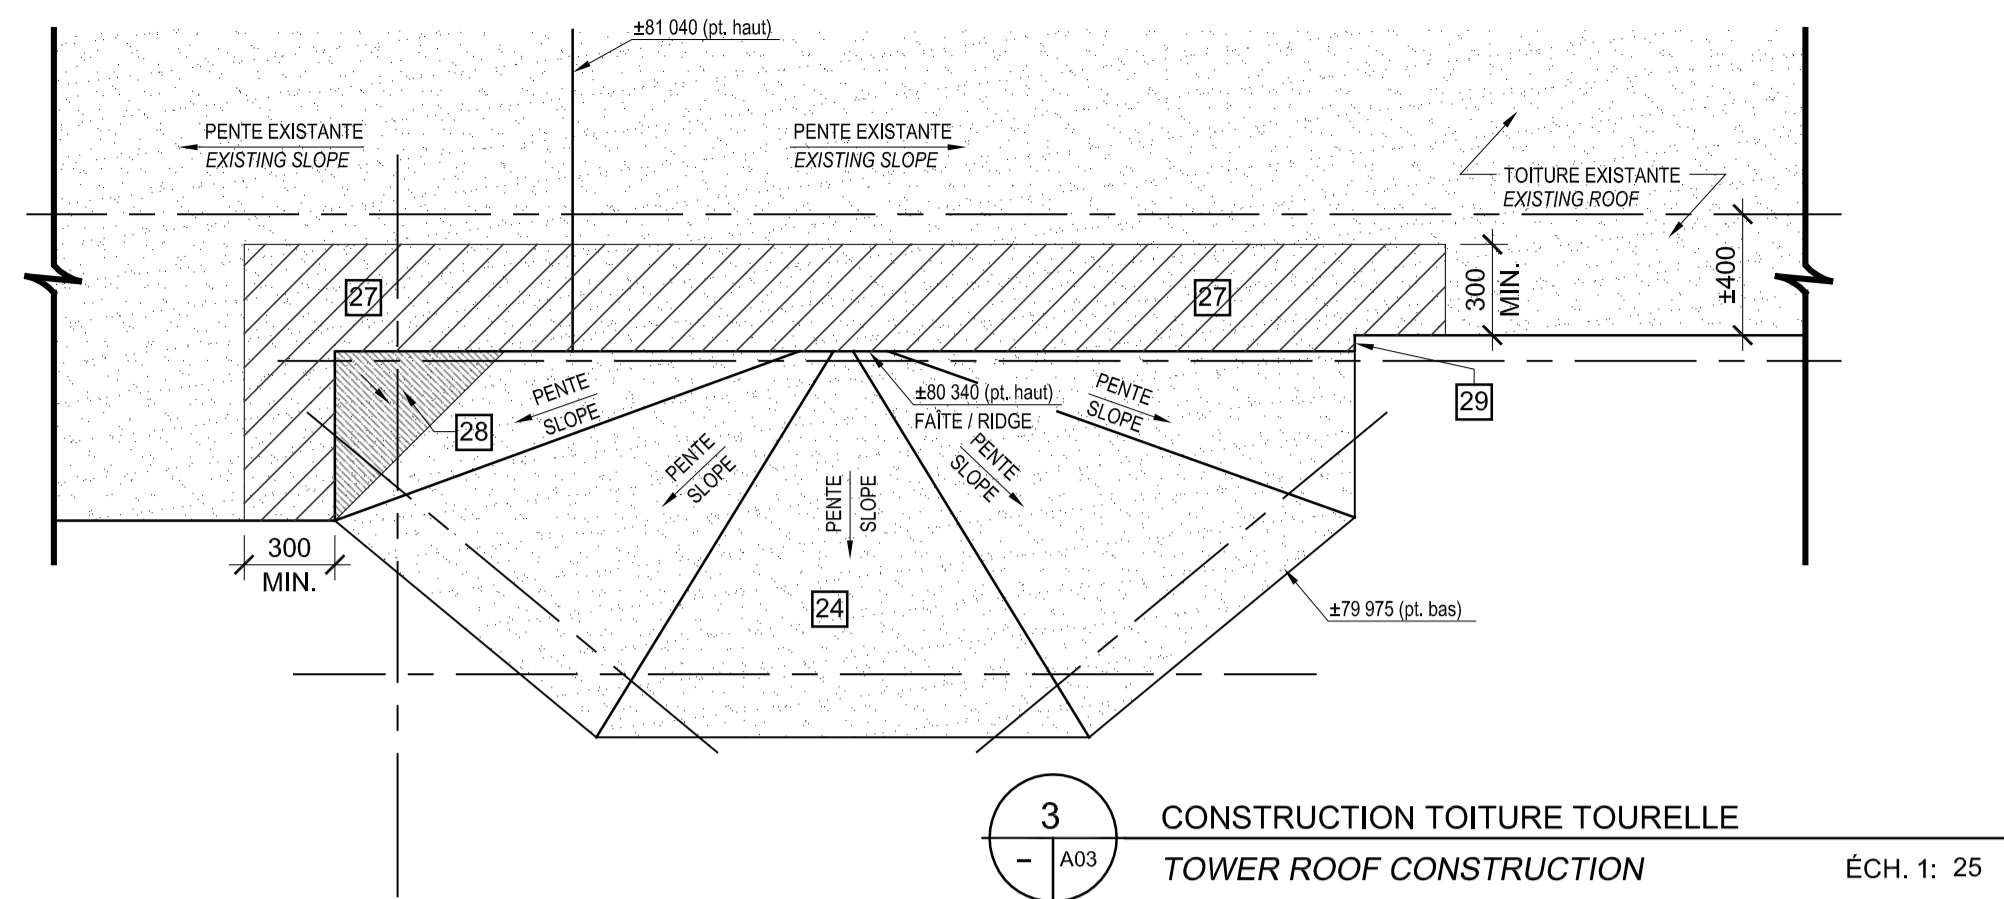 ±81 040 (pt. haut)
PENTE EXISTANTE
EXISTING SLOPE
PENTE EXISTANTE
EXISTING SLOPE
TOITURE EXISTANTE
EXISTING ROOF
27
27
300
MIN.
±400
PENTE
SLOPE
±80 340 (pt. haut)
FAÎTE / RIDGE
PENTE
SLOPE
29
28
PENTE
SLOPE
PENTE
SLOPE
PENTE
SLOPE
300
MIN.
24
±79 975 (pt. bas)
3
– A03
CONSTRUCTION TOITURE TOURELLE
TOWER ROOF CONSTRUCTION
ÉCH. 1: 25